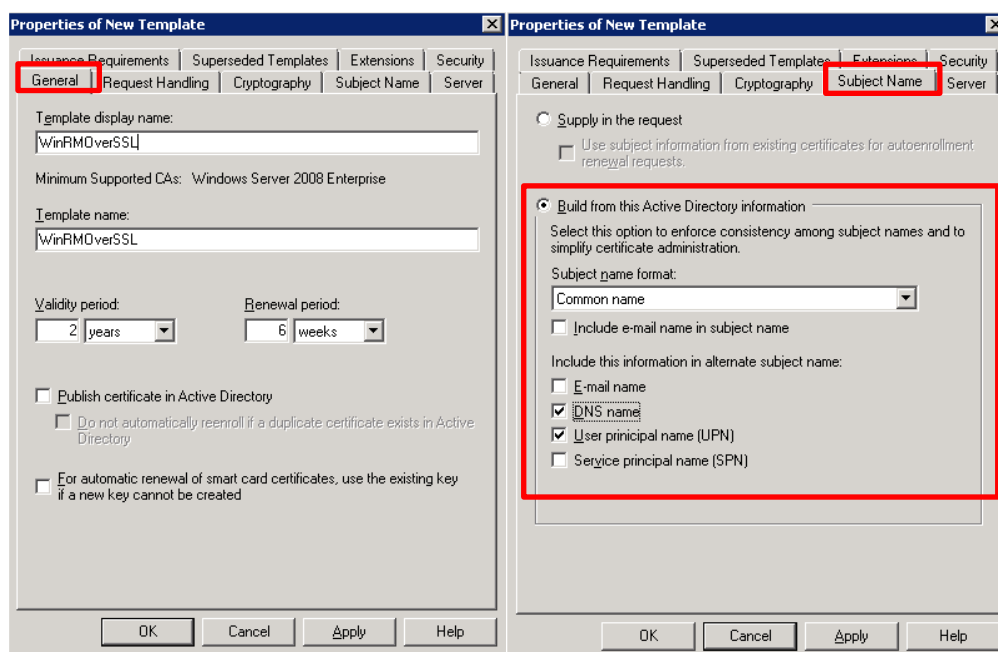 Properties of New Template
Issuance Requirements Superseded Templates Extensions Security
General Request Handling Cryptography Subject Name Server
Template display name:
WinRMOverSSL
Minimum Supported CAs: Windows Server 2008 Enterprise
Template name:
WinRMOverSSL
Validity period: Renewal period:
2 years 6 weeks
Publish certificate in Active Directory
Do not automatically reenroll if a duplicate certificate exists in Active
Directory
For automatic renewal of smart card certificates, use the existing key
if a new key cannot be created
OK Cancel Apply Help
Properties of New Template
Issuance Requirements Superseded Templates Extensions Security
General Request Handling Cryptography Subject Name Server
Supply in the request
Use subject information from existing certificates for autoenrollment
renewal requests.
Build from this Active Directory information
Select this option to enforce consistency among subject names and to
simplify certificate administration.
Subject name format:
Common name
Include e-mail name in subject name
Include this information in alternate subject name:
E-mail name
DNS name
User prinicipal name (UPN)
Service principal name (SPN)
OK Cancel Apply Help